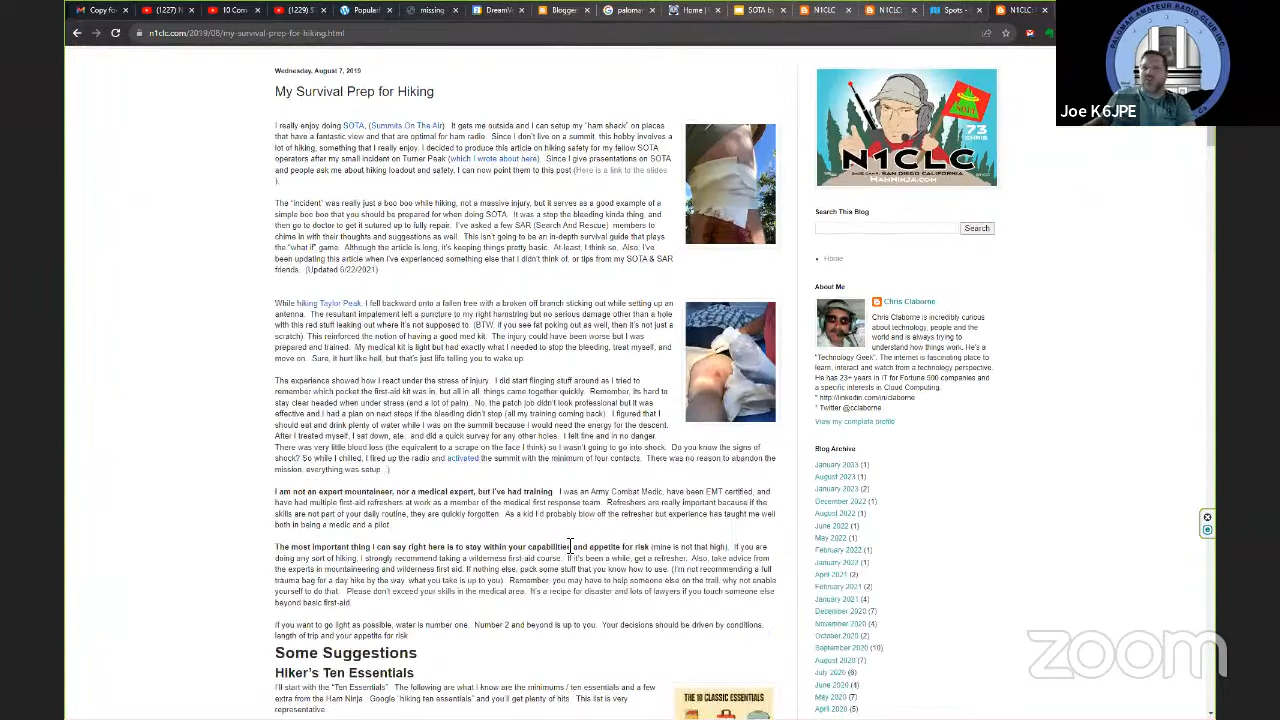 Copy fo
(1227) N
10 Com
(1229) S
Popular
missing
DreamV
Blogger
paloma
Home |
SOTA b
N1CLC
N1CLC:
Spots -
N1CLC:
n1clc.com/2019/08/my-survival-prep-for-hiking.html
PALOMAR AMATEUR RADIO CLUB INC.
Joe K6JPE
Wednesday, August 7, 2019
My Survival Prep for Hiking
I really enjoy doing SOTA, (Summits On The Air). It gets me outside and I can setup my "ham shack" on places
that have a fantastic view and that are optimal for ham radio. Since I don't live on a summit, this hobby involves a
lot of hiking, something that I really enjoy. I decided to produce this article on hiking safety for my fellow SOTA
operators after my small incident on Turner Peak (which I wrote about here). Since I give presentations on SOTA
and people ask me about hiking loadout and safety, I can now point them to this post (Here is a link to the slides
).
The "incident' was really just a boo boo while hiking, not a massive injury, but it serves as a good example of a
simple boo boo that you should be prepared for when doing SOTA. It was a stop the bleeding kinda thing, and
then go to doctor to get it sutured up to fully repair. I've asked a few SAR (Search And Rescue) members to
chime in with their thoughts and suggestions as well. This isn't going to be an in-depth survival guide that plays
the "what if" game. Although the article is long, it's keeping things pretty basic. At-least, I think so. Also, I've
been updating this article when I've experienced something else that I didn't think of, or tips from my SOTA & SAR
friends. (Updated 6/22/2021)
While hiking Taylor Peak, I fell backward onto a fallen tree with a broken off branch sticking out while setting up an
antenna. The resultant impalement left a puncture to my right hamstring but no serious damage other than a hole
with this red stuff leaking out where it's not supposed to. (BTW, if you see fat poking out as well, then it's not just a
scratch) This reinforced the notion of having a good med kit. The injury could have been worse but I was
prepared and trained. My medical kit is light but had exactly what I needed to stop the bleeding, treat myself, and
move on. Sure, it hurt like hell, but that's just life telling you to wake up.
The experience showed how I react under the stress of injury. I did start flinging stuff around as I tried to
remember which pocket the first-aid kit was in, but all in all, things came together quickly. Remember, its hard to
stay clear headed when under stress (and a lot of pain). No, the patch job didn't look professional but it was
effective and I had a plan on next steps if the bleeding didn't stop (all my training coming back). I figured that I
should eat and drink plenty of water while I was on the summit because I would need the energy for the descent.
After I treated myself, I sat down, ate, and did a quick survey for any other holes. I felt fine and in no danger.
There was very little blood loss (the equivalent to a scrape on the face I think) so I wasn't going to go into shock. Do you know the signs of
shock? So while I chilled, I fired up the radio and activated the summit with the minimum of four contacts. There was no reason to abandon the
mission; everything was setup :)
I am not an expert mountaineer, nor a medical expert, but I've had training. I was an Army Combat Medic, have been EMT certified, and
have had multiple first-aid refreshers at work as a member of the medical first response team. Refreshers are really important because if the
skills are not part of your daily routine, they are quickly forgotten. As a kid I'd probably blow off the refresher but experience has taught me well
both in being a medic and a pilot.
The most important thing I can say right here is to stay within your capabilities and appetite for risk (mine is not that high). If you are
doing any sort of hiking, I strongly recommend taking a wilderness first-aid course. If it's been a while, get a refresher. Also, take advice from
the experts in mountaineering and wilderness first aid. If nothing else, pack some stuff that you know how to use. (I'm not recommending a full
trauma bag for a day hike by the way, what you take is up to you). Remember, you may have to help someone else on the trail, why not enable
yourself to do that. Please don't exceed your skills in the medical area. It's a recipe for disaster and lots of lawyers if you touch someone else
beyond basic first-aid.
If you want to go light as possible, water is number one. Number 2 and beyond is up to you. Your decisions should be driven by conditions,
length of trip and your appetite for risk
Some Suggestions
Hiker's Ten Essentials
I'll start with the "Ten Essentials" The following are what I know are the minimums / ten essentials and a few
extra from the Ham Ninja. Google "hiking ten essentials" and you'll get plenty of hits. This list is very
representative.
THE 10 CLASSIC ESSENTIALS
SOTA
73
CHRIS
N1CLC
BASE CAMP: SAN DIEGO CALIFORNIA
HAMNINJA.COM
Search This Blog
Search
Home
About Me
Chris Claborne
Chris Claborne is incredibly curious
about technology, people and the
world and is always trying to
understand how things work. He's a
"Technology Geek". The internet is fascinating place to
learn, interact and watch from a technology perspective.
He has 23+ years in IT for Fortune 500 companies and
a specific interests in Cloud Computing.
* http://linkedin.com/in/claborne
* Twitter @cclaborne
View my complete profile
Blog Archive
January 2033 (1)
August 2023 (1)
January 2023 (2)
December 2022 (1)
August 2022 (1)
June 2022 (1)
May 2022 (1)
February 2022 (1)
January 2022 (1)
April 2021 (2)
February 2021 (1)
January 2021 (4)
December 2020 (7)
November 2020 (4)
October 2020 (2)
September 2020 (10)
August 2020 (7)
July 2020 (6)
June 2020 (4)
May 2020 (7)
April 2020 (5)
zoom